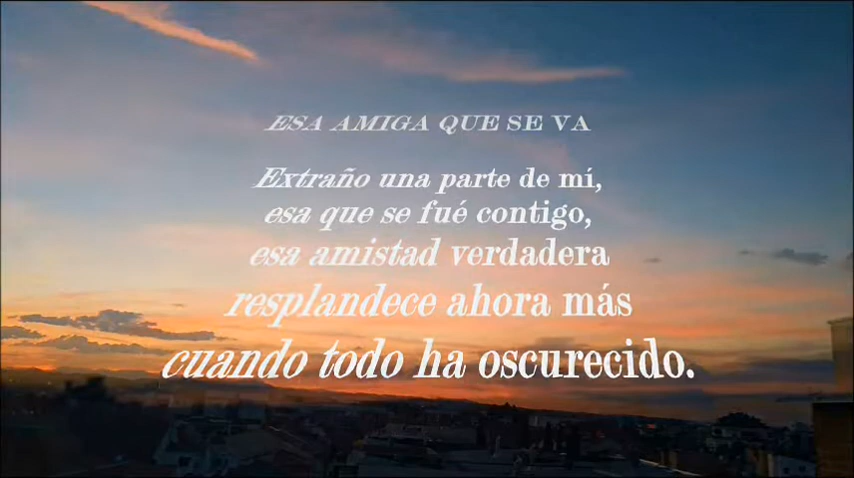 ESA AMIGA QUE SE VA
Extraño una parte de mí,
esa que se fué contigo,
esa amistad verdadera
resplandece ahora más
cuando todo ha oscurecido.